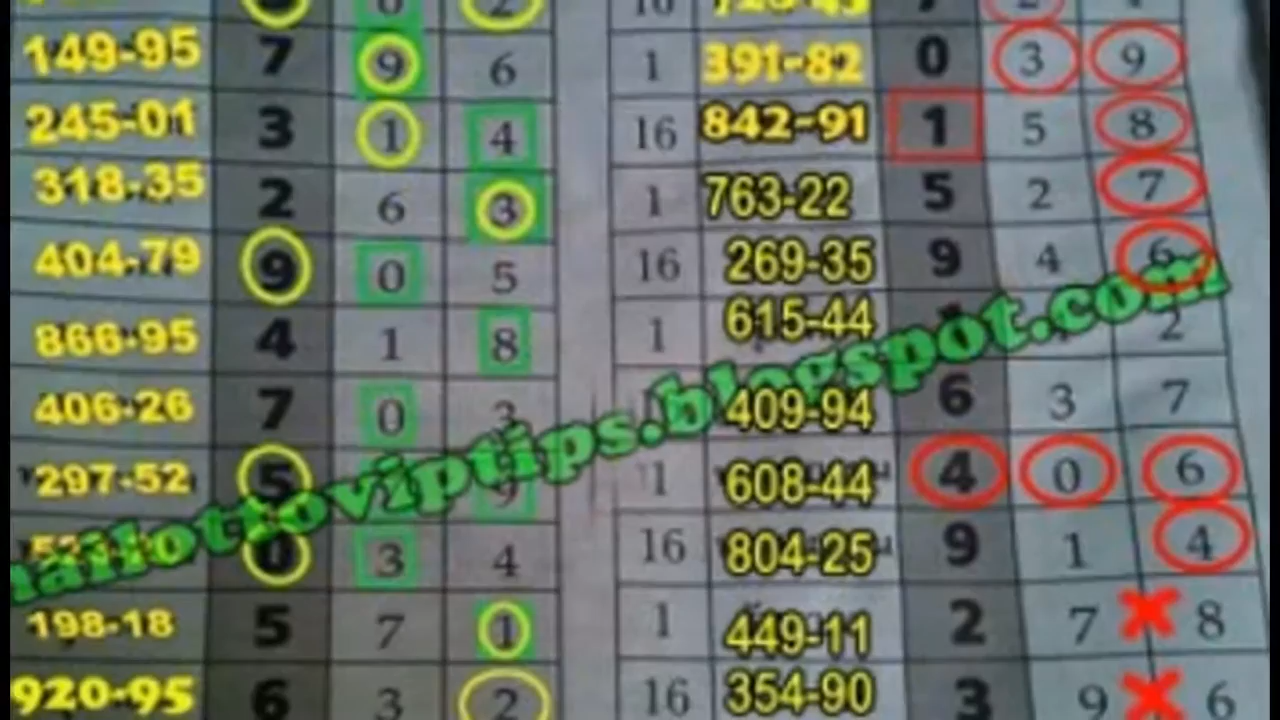 149-95 7 9 6 1 391-82 0 3 9
245-01 3 1 4 16 842-91 1 5 8
318-35 2 6 3 1 763-22 5 2 7
404-79 9 0 5 16 269-35 9 4 6
866-95 4 1 8 1 615-44 2
406-26 7 0 3 409-94 6 3 7
297-52 5 9 1 608-44 4 0 6
0 3 4 16 804-25 9 1 4
198-18 5 7 1 1 449-11 2 7 8
920-95 6 3 2 16 354-90 3 9 6
thailottoviptips.blogspot.com